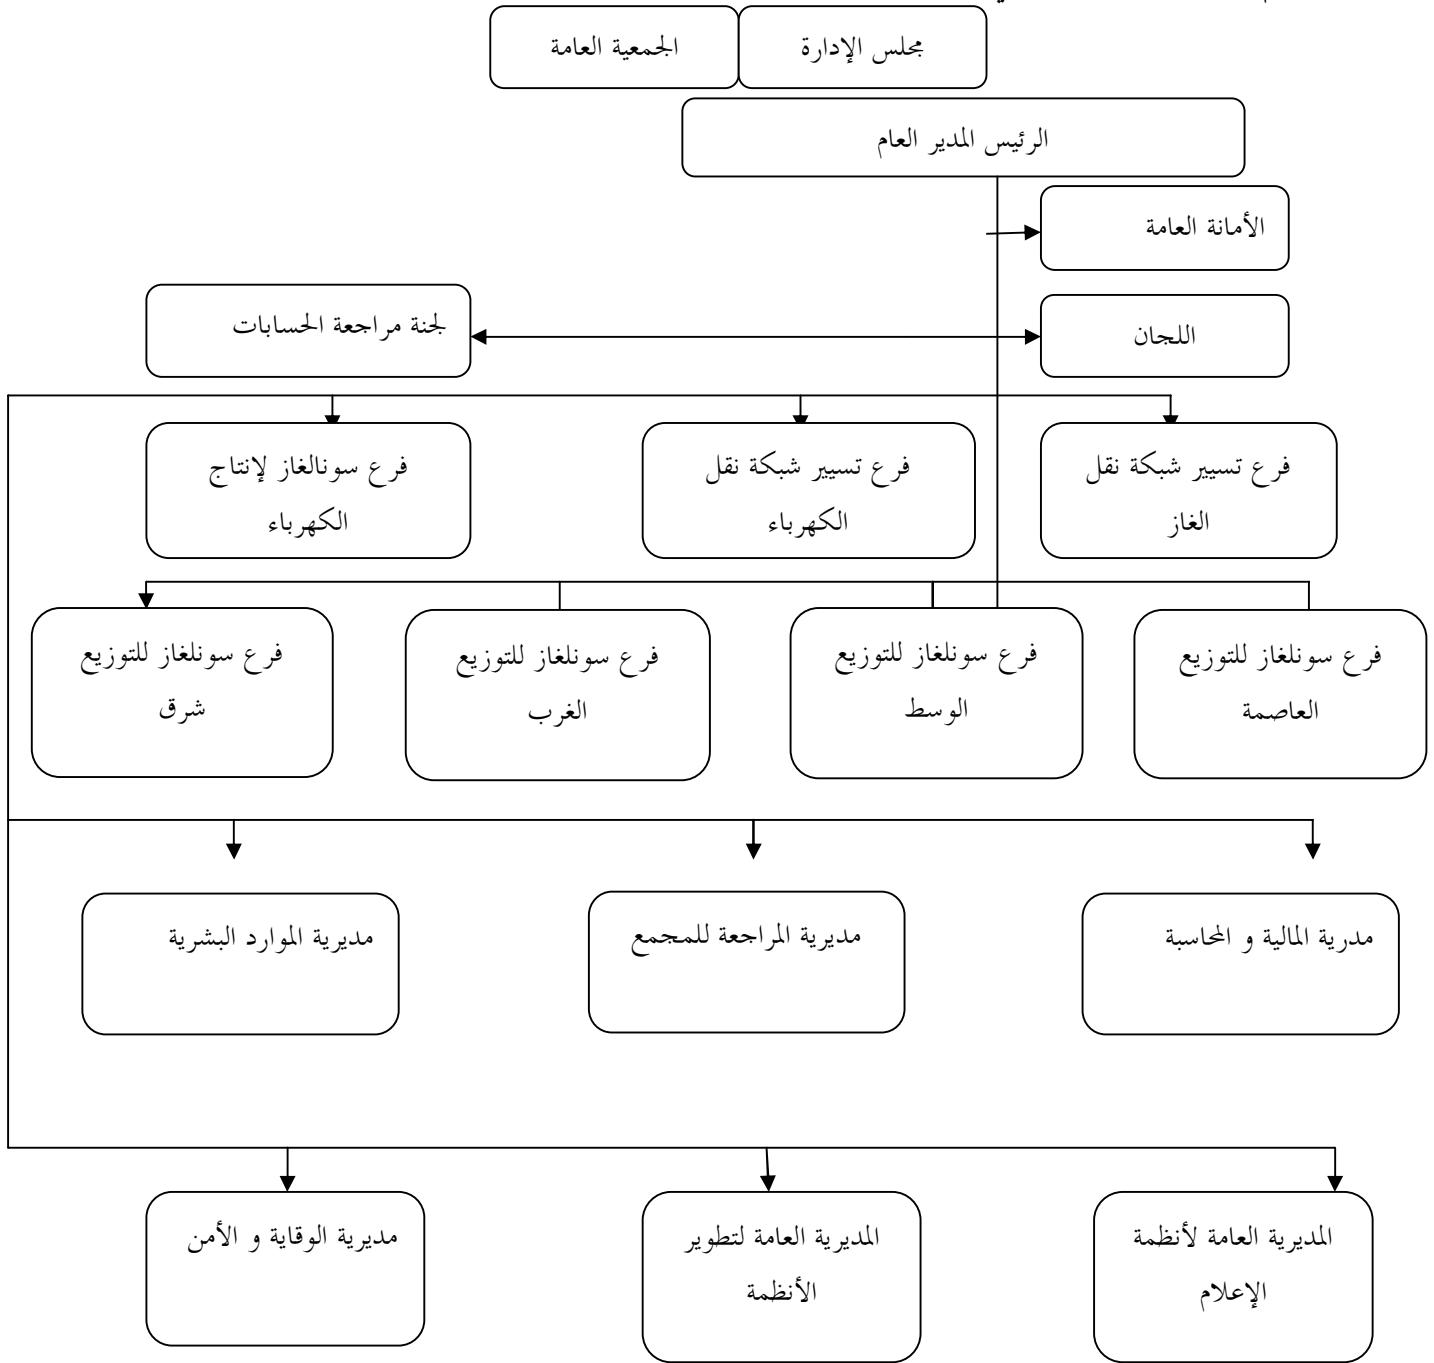 مجلس الإدارة
الجمعية العامة
الرئيس المدير العام
الأمانة العامة
اللجان
لجنة مراجعة الحسابات
فرع تسيير شبكة نقل
الغاز
فرع تسيير شبكة نقل
الكهرباء
فرع سونالغاز لإنتاج
الكهرباء
فرع سونلغاز للتوزيع
العاصمة
فرع سونلغاز للتوزيع
الوسط
فرع سونلغاز للتوزيع
الغرب
فرع سونلغاز للتوزيع
شرق
مدرية المالية و المحاسبة
مديرية المراجعة للمجمع
مديرية الموارد البشرية
المديرية العامة لأنظمة
الإعلام
المديرية العامة لتطوير
الأنظمة
مديرية الوقاية و الأمن